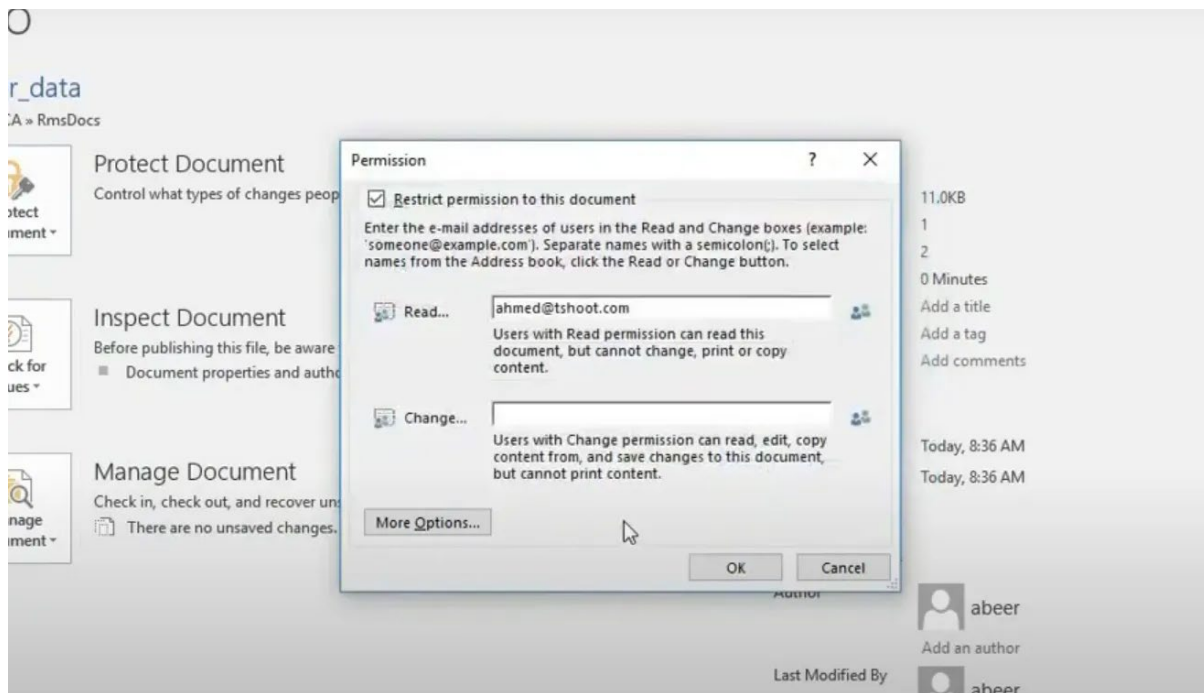 r_data
CA » RmsDocs
Protect Document
Control what types of changes peop
otect
ument
Permission
?
Restrict permission to this document
Enter the e-mail addresses of users in the Read and Change boxes (example:
'someone@example.com'). Separate names with a semicolon(;). To select
names from the Address book, click the Read or Change button.
Read...
ahmed@tshoot.com
Users with Read permission can read this
document, but cannot change, print or copy
content.
Change...
Users with Change permission can read, edit, copy
content from, and save changes to this document,
but cannot print content.
More Options...
OK
Cancel
Inspect Document
Before publishing this file, be aware
Document properties and autho
ck for
ues
Manage Document
Check in, check out, and recover uns
There are no unsaved changes.
nage
ment
11.0KB
1
2
0 Minutes
Add a title
Add a tag
Add comments
Today, 8:36 AM
Today, 8:36 AM
Author
abeer
Add an author
Last Modified By
abeer